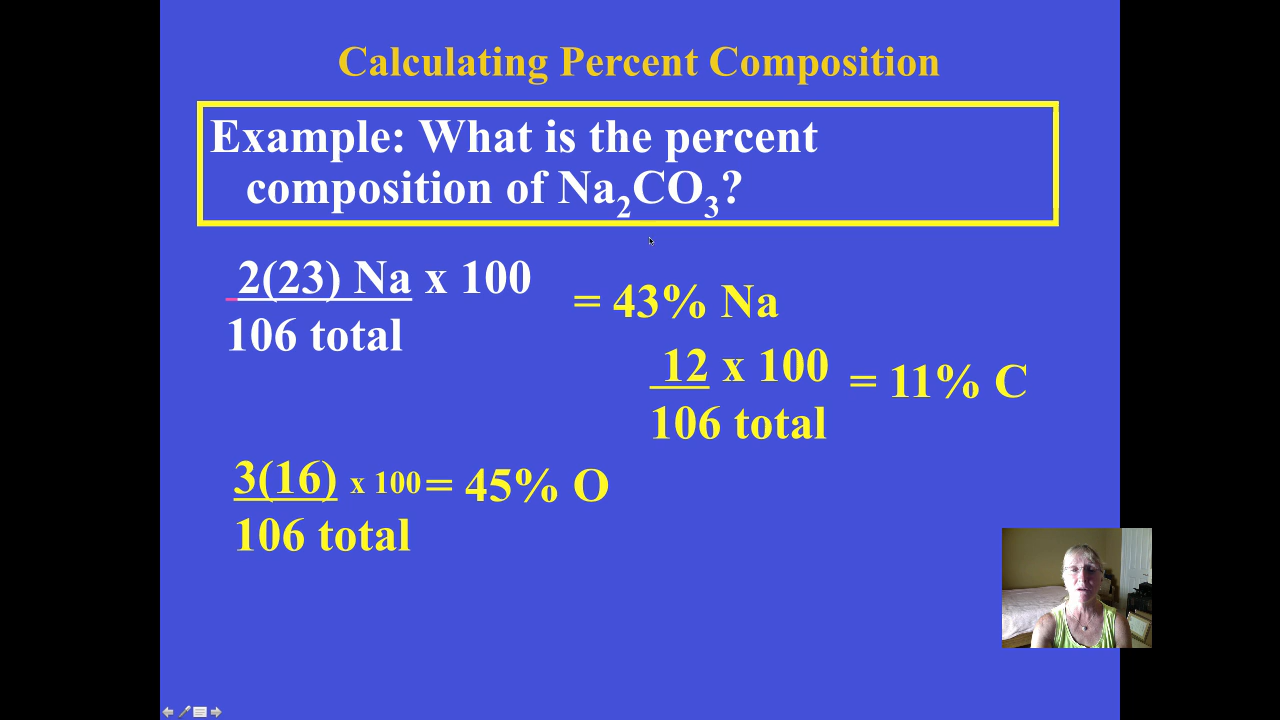 Calculating Percent Composition
Example: What is the percent
composition of Na₂CO₃?
2(23) Na x 100
106 total
= 43% Na
12 x 100
106 total
= 11% C
3(16) x 100 = 45% O
106 total